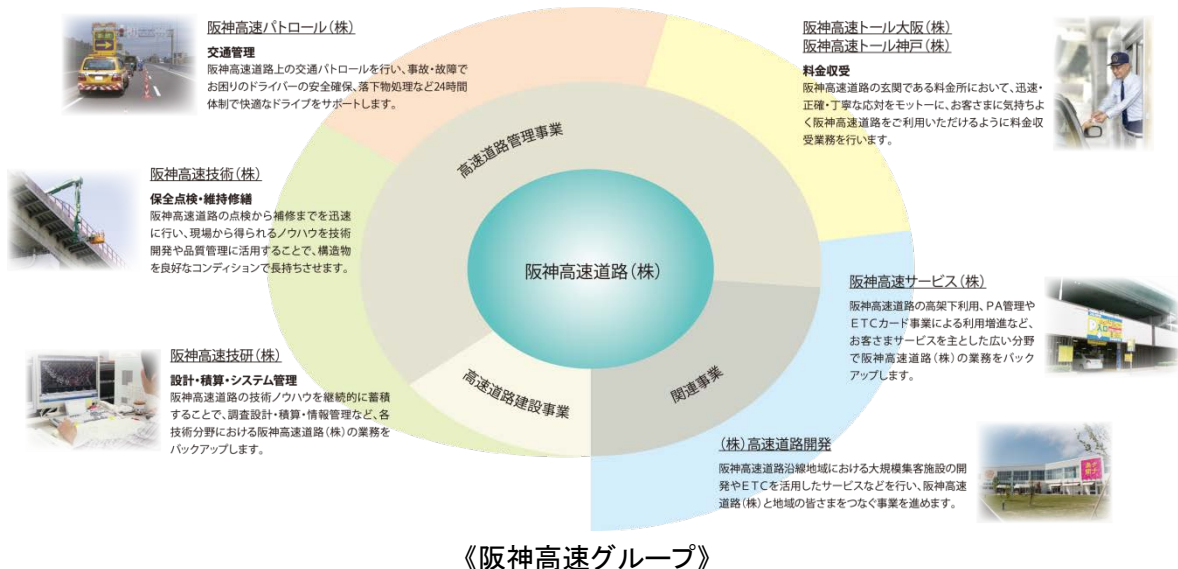 阪神高速パトロール(株)
交通管理
阪神高速道路上の交通パトロールを行い、事故・故障で
お困りのドライバーの安全確保、落下物処理など24時間
体制で快適なドライブをサポートします。
阪神高速トール大阪(株)
阪神高速トール神戸(株)
料金収受
阪神高速道路の玄関である料金所において、迅速・
正確・丁寧な応対をモットーに、お客さまに気持ちよ
く阪神高速道路をご利用いただけるように料金収
受業務を行います。
高速道路管理事業
阪神高速技術(株)
保全点検・維持修繕
阪神高速道路の点検から補修までを迅速
に行い、現場から得られるノウハウを技術
開発や品質管理に活用することで、構造物
を良好なコンディションで長持ちさせます。
阪神高速道路(株)
阪神高速サービス(株)
阪神高速道路の高架下利用、PA管理や
ETCカード事業による利用増進など、
お客さまサービスを主とした広い分野
で阪神高速道路(株)の業務をバック
アップします。
阪神高速技研(株)
設計・積算・システム管理
阪神高速道路の技術ノウハウを継続的に蓄積
することで、調査設計・積算・情報管理など、各
技術分野における阪神高速道路(株)の業務を
バックアップします。
高速道路建設事業
関連事業
(株)高速道路開発
阪神高速道路沿線地域における大規模集客施設の開
発やETCを活用したサービスなどを行い、阪神高速
道路(株)と地域の皆さまをつなぐ事業を進めます。
《阪神高速グループ》